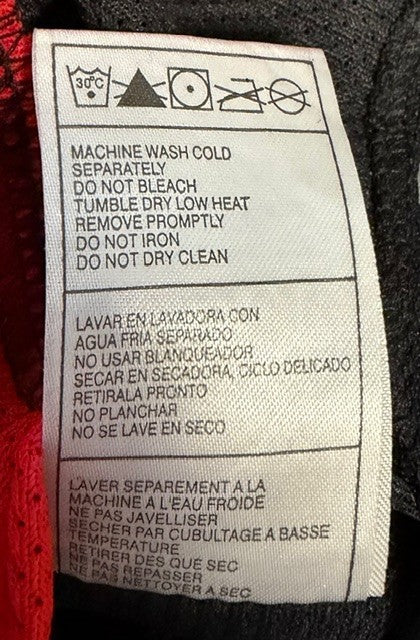 30°C
MACHINE WASH COLD
SEPARATELY
DO NOT BLEACH
TUMBLE DRY LOW HEAT
REMOVE PROMPTLY
DO NOT IRON
DO NOT DRY CLEAN
LAVAR EN LAVADORA CON
AGUA FRIA SEPARADO
NO USAR BLANQUEADOR
SECAR EN SECADORA, CICLO DELICADO
RETIRALA PRONTO
NO PLANCHAR
NO SE LAVE EN SECO
LAVER SEPAREMENT A LA
MACHINE A L'EAU FROIDE
NE PAS JAVELLISER
SECHER PAR CUBULTAGE A BASSE
TEMPERATURE
RETIRER DES QUE SEC
NE PAS REPASSER
NE PAS NETTOYER A SEC